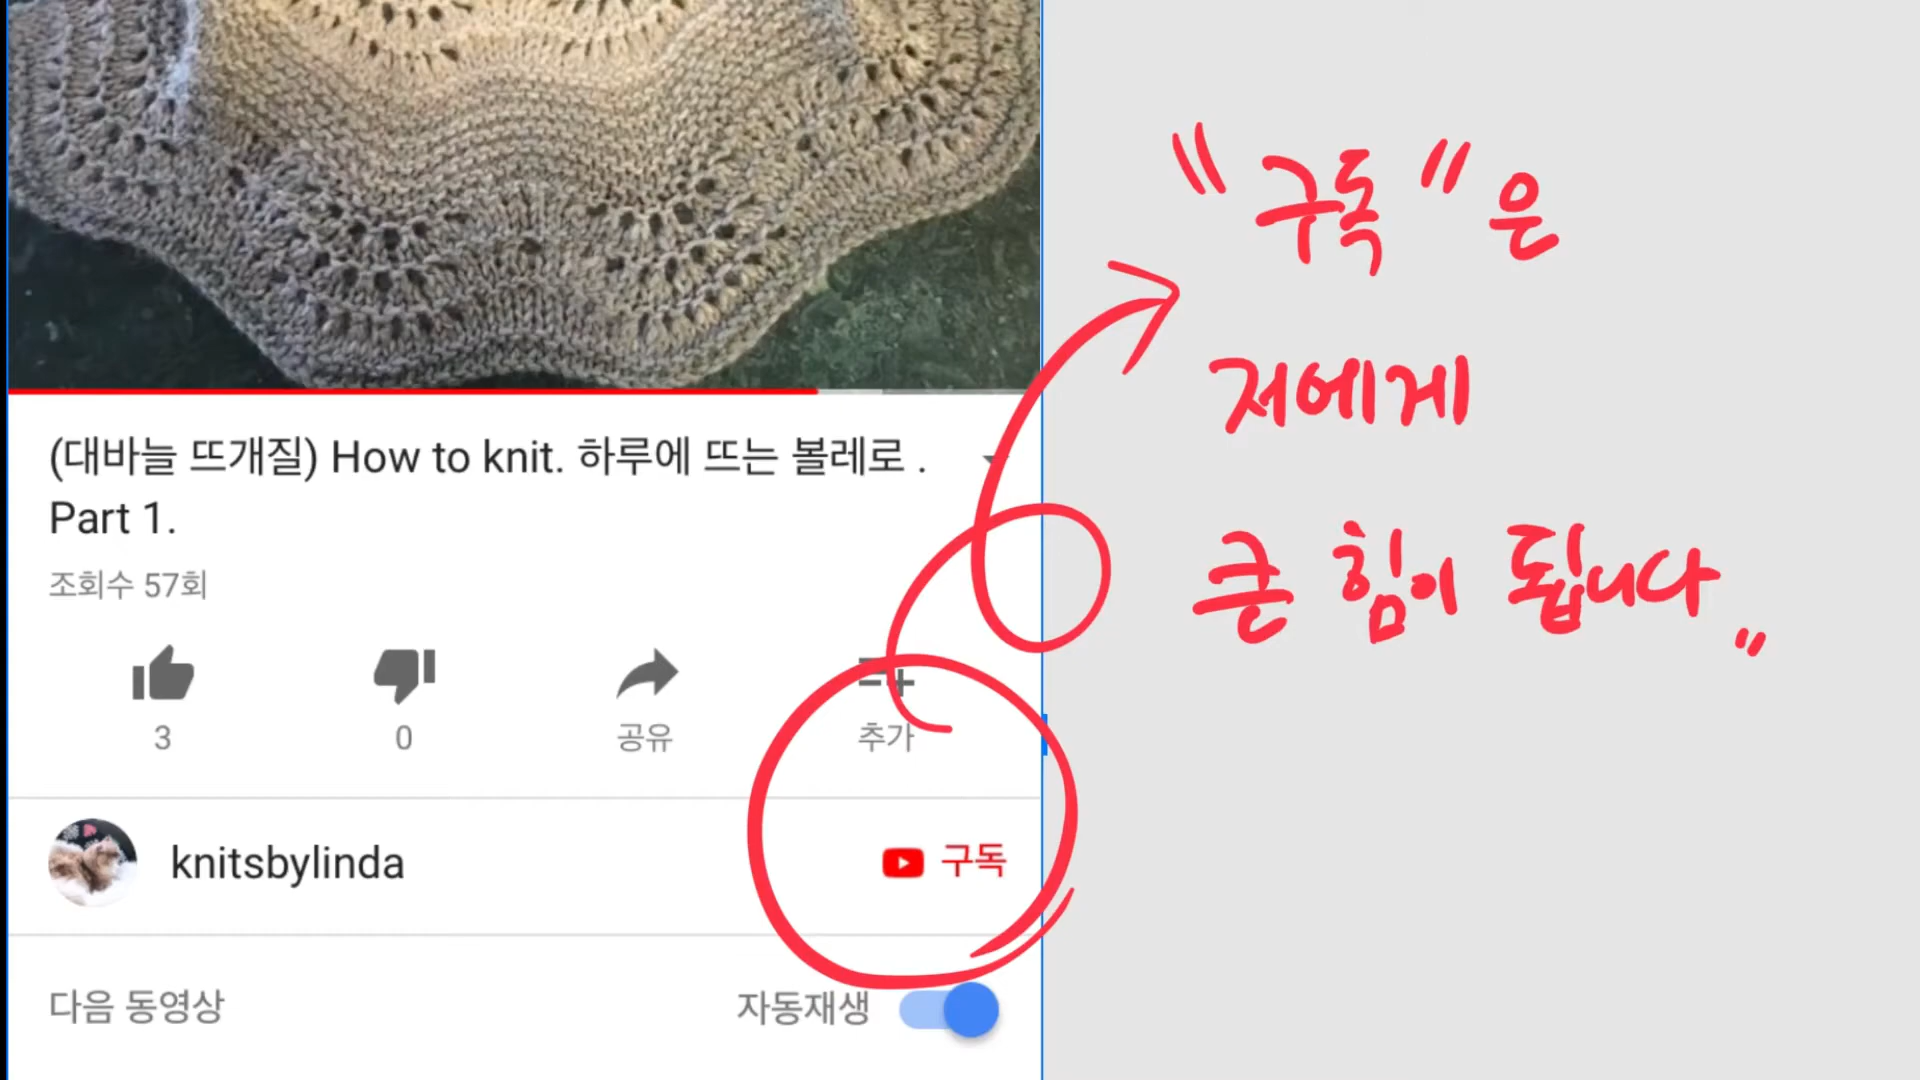 "구독"은
저에게
큰 힘이 됩니다"
(대바늘 뜨개질) How to knit. 하루에 뜨는 볼레로 .
Part 1.
조회수 57회
3 0 공유 추가
knitsbylinda 구독
다음 동영상 자동재생